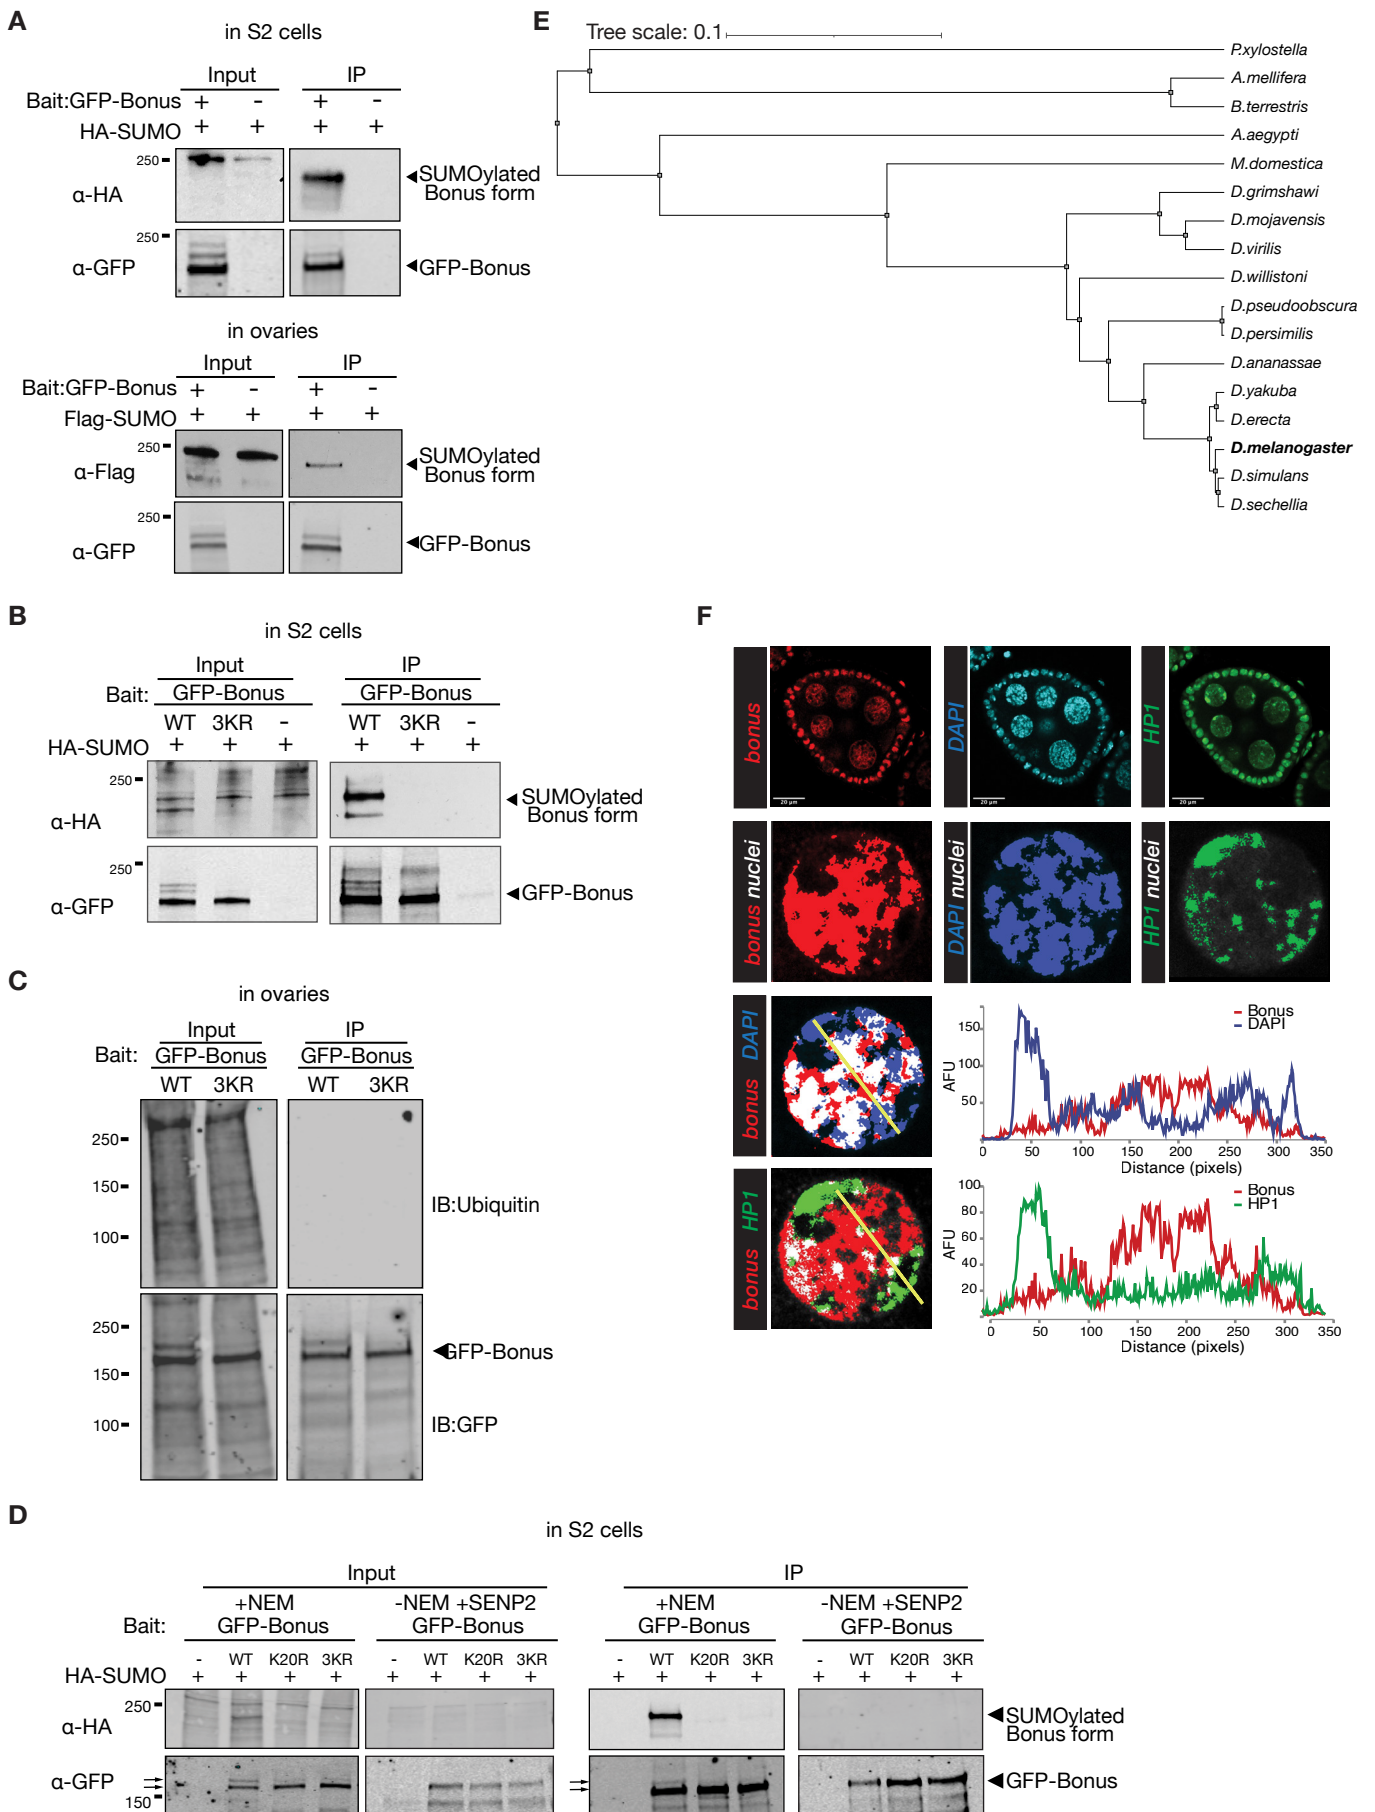 A
in S2 cells
Input IP
Bait:GFP-Bonus + - + -
HA-SUMO + + + +
250
α-HA
SUMOylated
Bonus form
250
α-GFP
GFP-Bonus
in ovaries
Input IP
Bait:GFP-Bonus + - + -
Flag-SUMO + + + +
250
α-Flag
SUMOylated
Bonus form
250
α-GFP
GFP-Bonus
B
in S2 cells
Input IP
Bait: GFP-Bonus GFP-Bonus
WT 3KR - WT 3KR -
HA-SUMO + + + + + +
250
α-HA
SUMOylated
Bonus form
250
α-GFP
GFP-Bonus
C
in ovaries
Input IP
Bait: GFP-Bonus GFP-Bonus
WT 3KR WT 3KR
250
150
100
IB:Ubiquitin
250
150
100
GFP-Bonus
IB:GFP
D
in S2 cells
Input IP
+NEM -NEM +SENP2 +NEM -NEM +SENP2
Bait: GFP-Bonus GFP-Bonus GFP-Bonus GFP-Bonus
- WT K20R 3KR - WT K20R 3KR - WT K20R 3KR - WT K20R 3KR
HA-SUMO + + + + + + + + + + + + + + + +
250
α-HA
SUMOylated
Bonus form
α-GFP
150
GFP-Bonus
E
Tree scale: 0.1
P.xylostella
A.mellifera
B.terrestris
A.aegypti
M.domestica
D.grimshawi
D.mojavensis
D.virilis
D.willistoni
D.pseudoobscura
D.persimilis
D.ananassae
D.yakuba
D.erecta
D.melanogaster
D.simulans
D.sechellia
F
bonus
20 µm
DAPI
20 µm
HP1
20 µm
bonus nuclei
DAPI nuclei
HP1 nuclei
bonus DAPI
Bonus
DAPI
AFU
150
100
50
0 50 100 150 200 250 300 350
Distance (pixels)
bonus HP1
Bonus
HP1
AFU
100
80
60
40
20
0 50 100 150 200 250 300 350
Distance (pixels)